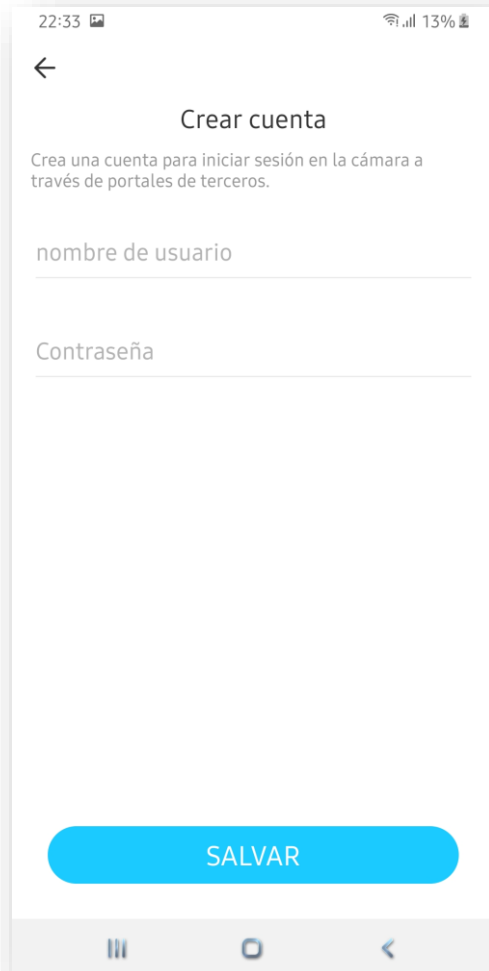 22:33 13%
Crear cuenta
Crea una cuenta para iniciar sesión en la cámara a
través de portales de terceros.
nombre de usuario
Contraseña
SALVAR